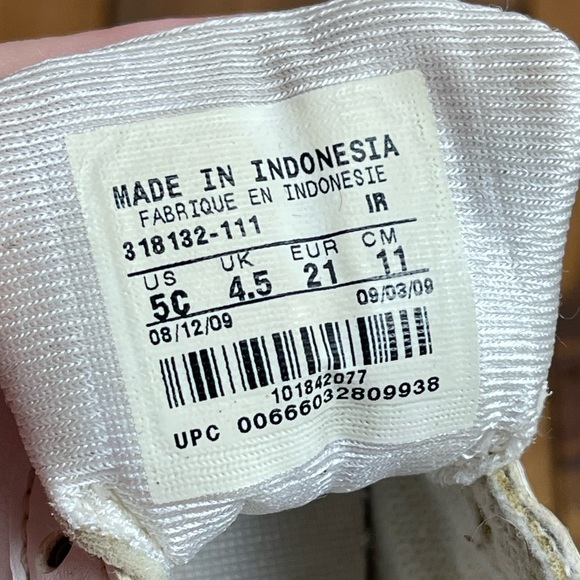 MADE IN INDONESIA
FABRIQUE EN INDONESIE
318132-111 IR
US UK EUR CM
5C 4.5 21 11
08/12/09 09/03/09
101842077
UPC 00666032809938